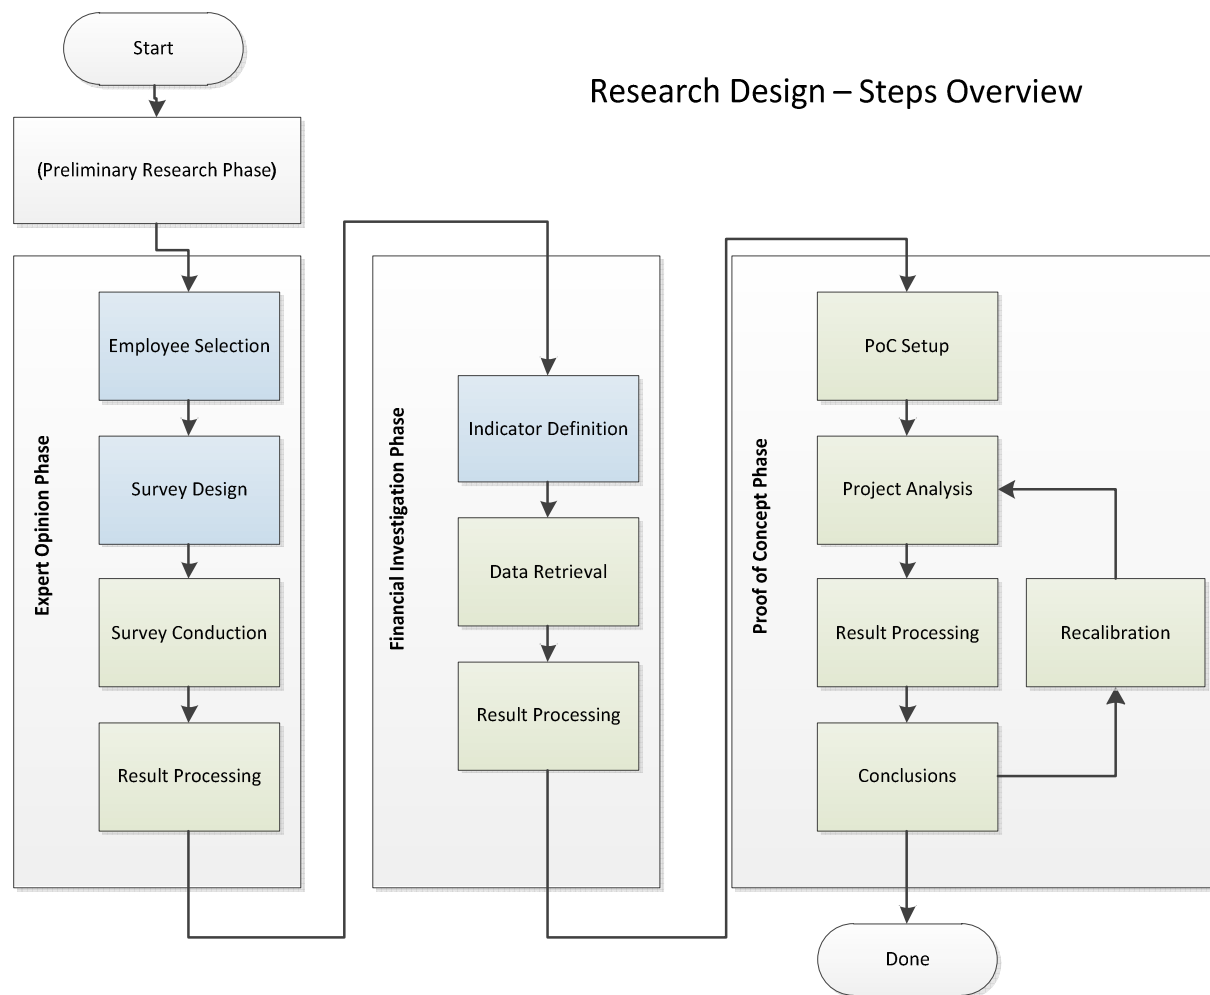 Start
Research Design – Steps Overview
(Preliminary Research Phase)
Expert Opinion Phase
Employee Selection
Survey Design
Survey Conduction
Result Processing
Financial Investigation Phase
Indicator Definition
Data Retrieval
Result Processing
Proof of Concept Phase
PoC Setup
Project Analysis
Result Processing
Recalibration
Conclusions
Done